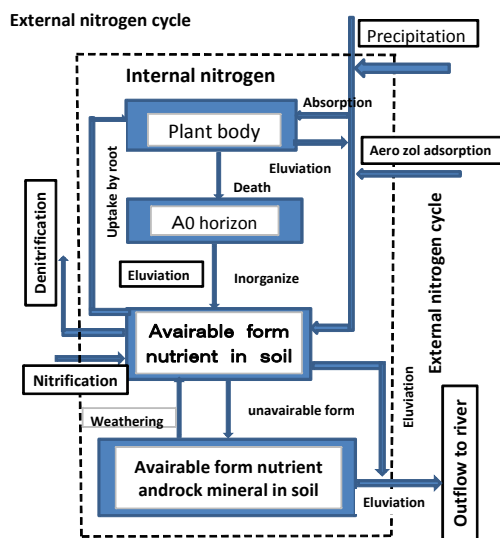 External nitrogen cycle
Precipitation
Internal nitrogen
Absorption
Plant body
Eluviation
Aero zol adsorption
Death
Uptake by root
Denitrification
A0 horizon
External nitrogen cycle
Eluviation
Inorganize
Avairable form
nutrient in soil
Nitrification
Eluviation
Weathering
unavairable form
Avairable form nutrient
androck mineral in soil
Eluviation
Outflow to river